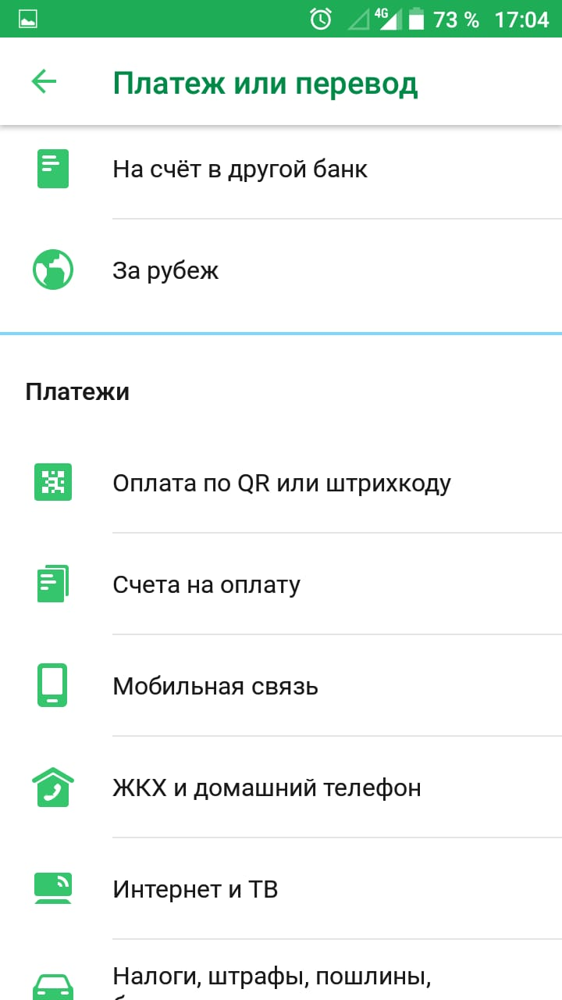 4G 73 % 17:04
Платеж или перевод
На счёт в другой банк
За рубеж
Платежи
Оплата по QR или штрихкоду
Счета на оплату
Мобильная связь
ЖКХ и домашний телефон
Интернет и ТВ
Налоги, штрафы, пошлины,